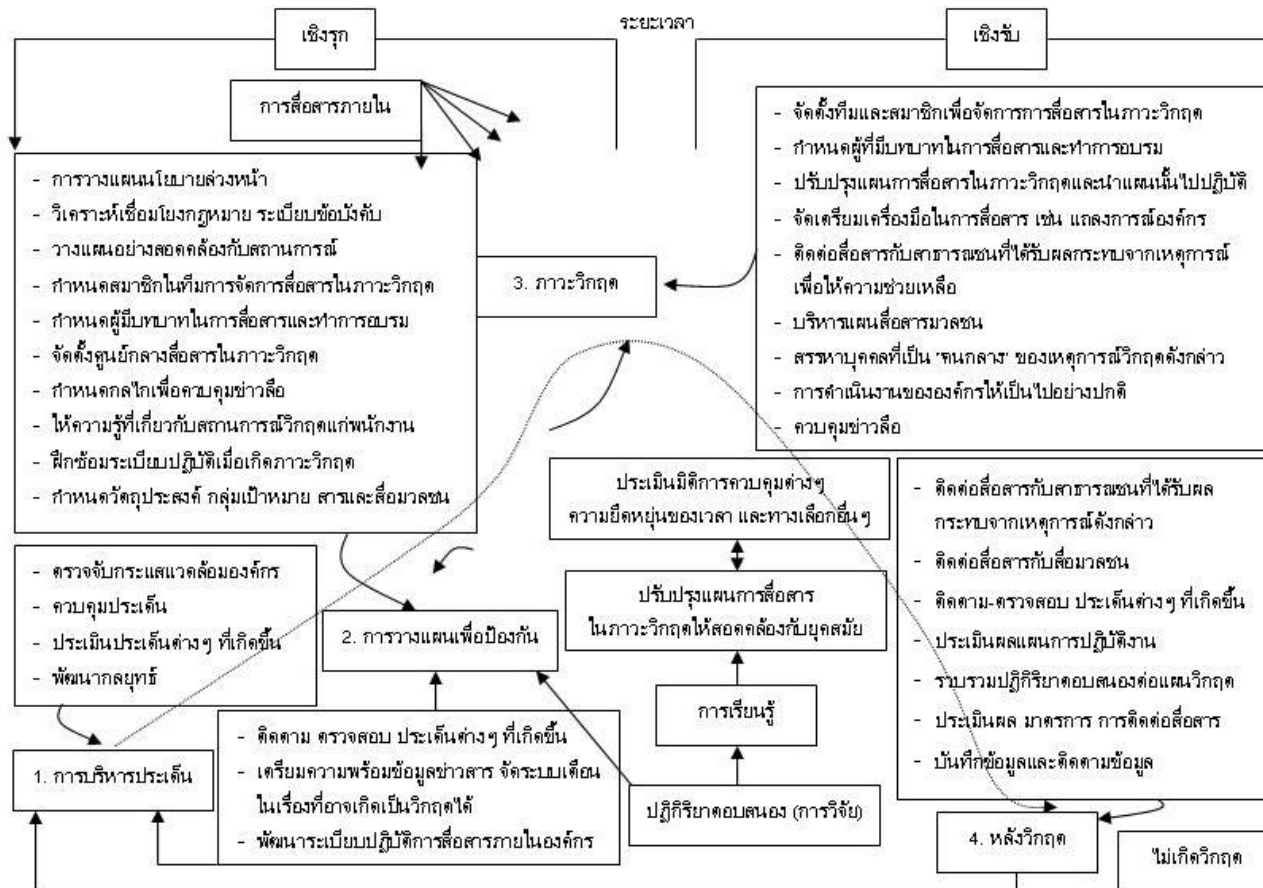 ระยะเวลา
เชิงรุก
เชิงรับ
การสื่อสารภายใน
- การวางแผนนโยบายล่วงหน้า
- วิเคราะห์เชื่อมโยงกฎหมาย ระเบียบข้อบังคับ
- วางแผนอย่างสอดคล้องกับสถานการณ์
- กำหนดสมาชิกในทีมการจัดการสื่อสารในภาวะวิกฤต
- กำหนดผู้มีบทบาทในการสื่อสารและทำการอบรม
- จัดตั้งศูนย์กลางสื่อสารในภาวะวิกฤต
- กำหนดกลไกเพื่อควบคุมข่าวลือ
- ให้ความรู้ที่เกี่ยวกับสถานการณ์วิกฤตแก่พนักงาน
- ฝึกซ้อมระเบียบปฏิบัติเมื่อเกิดภาวะวิกฤต
- กำหนดวัตถุประสงค์ กลุ่มเป้าหมาย สารและสื่อมวลชน
3. ภาวะวิกฤต
- จัดตั้งทีมและสมาชิกเพื่อจัดการการสื่อสารในภาวะวิกฤต
- กำหนดผู้ที่มีบทบาทในการสื่อสารและทำการอบรม
- ปรับปรุงแผนการสื่อสารในภาวะวิกฤตและนำแผนนั้นไปปฏิบัติ
- จัดเตรียมเครื่องมือในการสื่อสาร เช่น แถลงการณ์องค์กร
- ติดต่อสื่อสารกับสาธารณชนที่ได้รับผลกระทบจากเหตุการณ์
เพื่อให้ความช่วยเหลือ
- บริหารแผนสื่อสารมวลชน
- สรรหาบุคคลที่เป็น "คนกลาง" ของเหตุการณ์วิกฤตดังกล่าว
- การดำเนินงานขององค์กรให้เป็นไปอย่างปกติ
- ควบคุมข่าวลือ
ประเมินมิติการควบคุมต่างๆ
ความยืดหยุ่นของเวลา และทางเลือกอื่นๆ
- ติดต่อสื่อสารกับสาธารณชนที่ได้รับผล
กระทบจากเหตุการณ์ดังกล่าว
- ติดต่อสื่อสารกับสื่อมวลชน
- ติดตาม-ตรวจสอบ ประเด็นต่างๆ ที่เกิดขึ้น
- ประเมินผลแผนการปฏิบัติงาน
- รวบรวมปฏิกิริยาตอบสนองต่อแผนวิกฤต
- ประเมินผล มาตรการ การติดต่อสื่อสาร
- บันทึกข้อมูลและติดตามข้อมูล
- ตรวจจับกระแสแวดล้อมองค์กร
- ควบคุมประเด็น
- ประเมินประเด็นต่างๆ ที่เกิดขึ้น
- พัฒนากลยุทธ์
2. การวางแผนเพื่อป้องกัน
ปรับปรุงแผนการสื่อสาร
ในภาวะวิกฤตให้สอดคล้องกับยุคสมัย
การเรียนรู้
1. การบริหารประเด็น
- ติดตาม ตรวจสอบ ประเด็นต่างๆ ที่เกิดขึ้น
- เตรียมความพร้อมข้อมูลข่าวสาร จัดระบบเตือน
ในเรื่องที่อาจเกิดเป็นวิกฤตได้
- พัฒนาระเบียบปฏิบัติการสื่อสารภายในองค์กร
ปฏิกิริยาตอบสนอง (การวิจัย)
4. หลังวิกฤต
ไม่เกิดวิกฤต